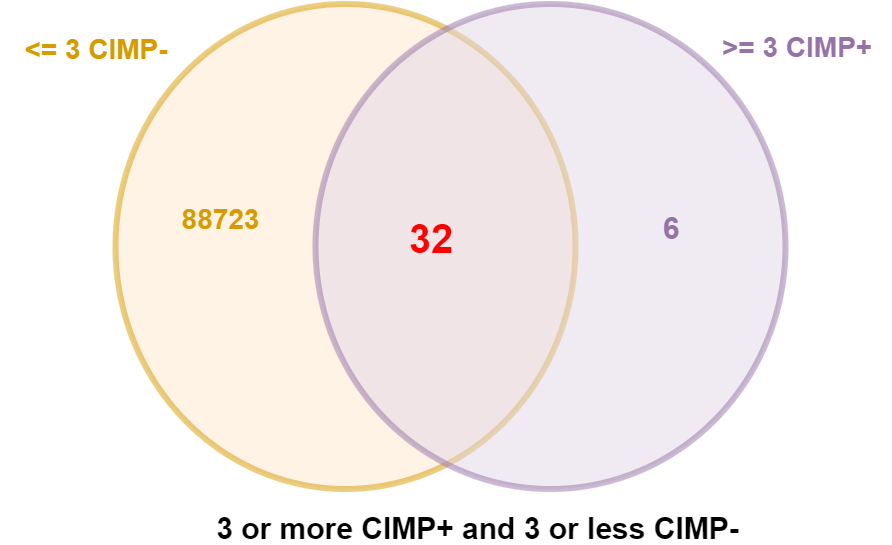 <= 3 CIMP-
>= 3 CIMP+
88723
32
6
3 or more CIMP+ and 3 or less CIMP-